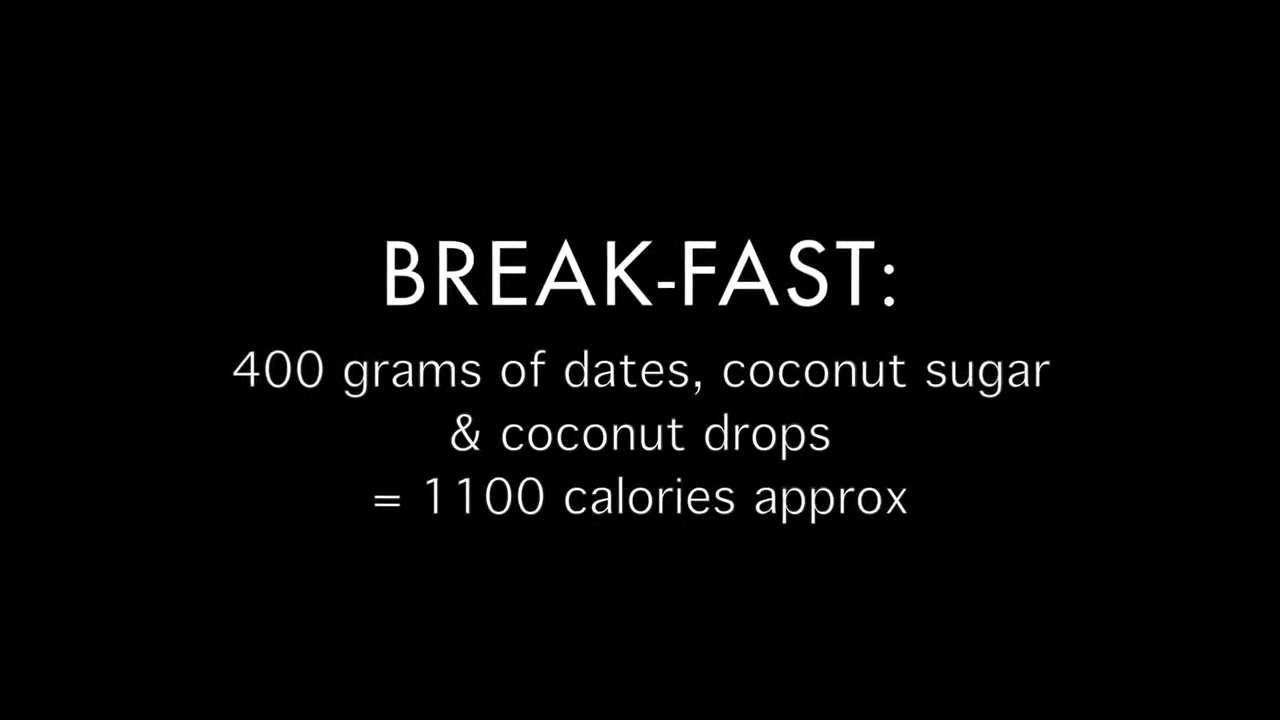 BREAK-FAST:
400 grams of dates, coconut sugar
& coconut drops
= 1100 calories approx